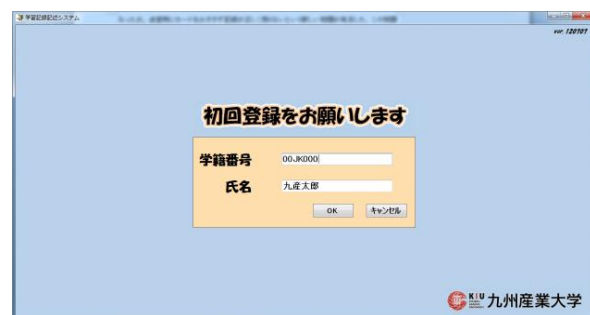 学習記録記述システム
ver. 120707
初回登録をお願いします
学籍番号 00JK000
氏名 九産太郎
OK キャンセル
九州産業大学